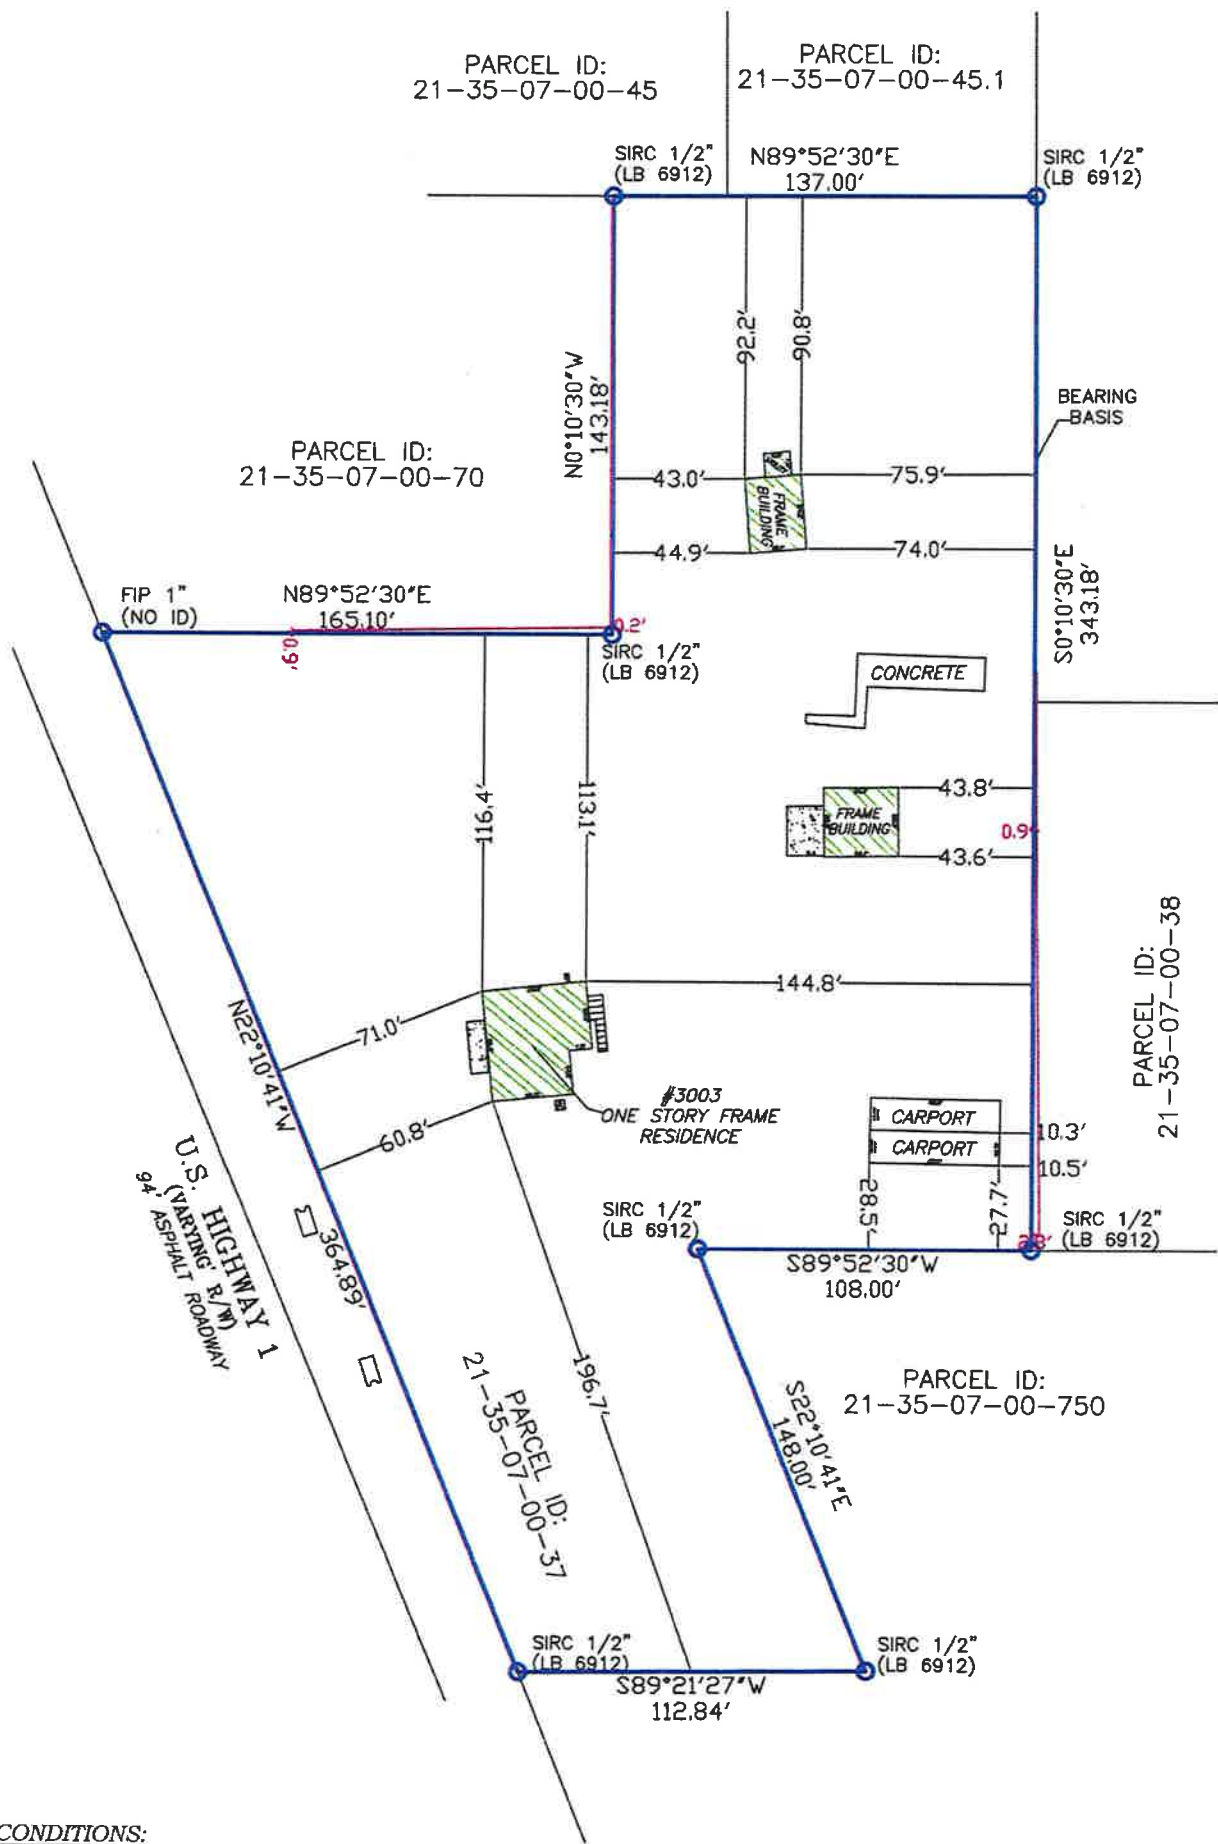 PARCEL ID:
21-35-07-00-45
PARCEL ID:
21-35-07-00-45.1
SIRC 1/2"
(LB 6912)
N89°52'30"E
137.00'
SIRC 1/2"
(LB 6912)
92.2'
90.8'
N0°10'30"W
143.18'
BEARING
BASIS
PARCEL ID:
21-35-07-00-70
43.0'
75.9'
FRAME
BUILDING
44.9'
74.0'
S0°10'30"E
343.18'
FIP 1"
(NO ID)
N89°52'30"E
165.10'
0.2'
0.9'
SIRC 1/2"
(LB 6912)
CONCRETE
116.4'
113.1'
43.8'
FRAME
BUILDING
0.9'
43.6'
PARCEL ID:
21-35-07-00-38
144.8'
71.0'
N22°10'41"W
364.89'
#3003
ONE STORY FRAME
RESIDENCE
60.8'
CARPORT
CARPORT
10.3'
10.5'
28.5'
27.7'
U.S. HIGHWAY 1
(VARYING' R/W)
94' ASPHALT ROADWAY
SIRC 1/2"
(LB 6912)
SIRC 1/2"
(LB 6912)
S89°52'30"W
108.00'
196.7'
PARCEL ID:
21-35-07-00-37
S22°10'41"E
148.00'
PARCEL ID:
21-35-07-00-750
SIRC 1/2"
(LB 6912)
SIRC 1/2"
(LB 6912)
S89°21'27"W
112.84'
CONDITIONS: